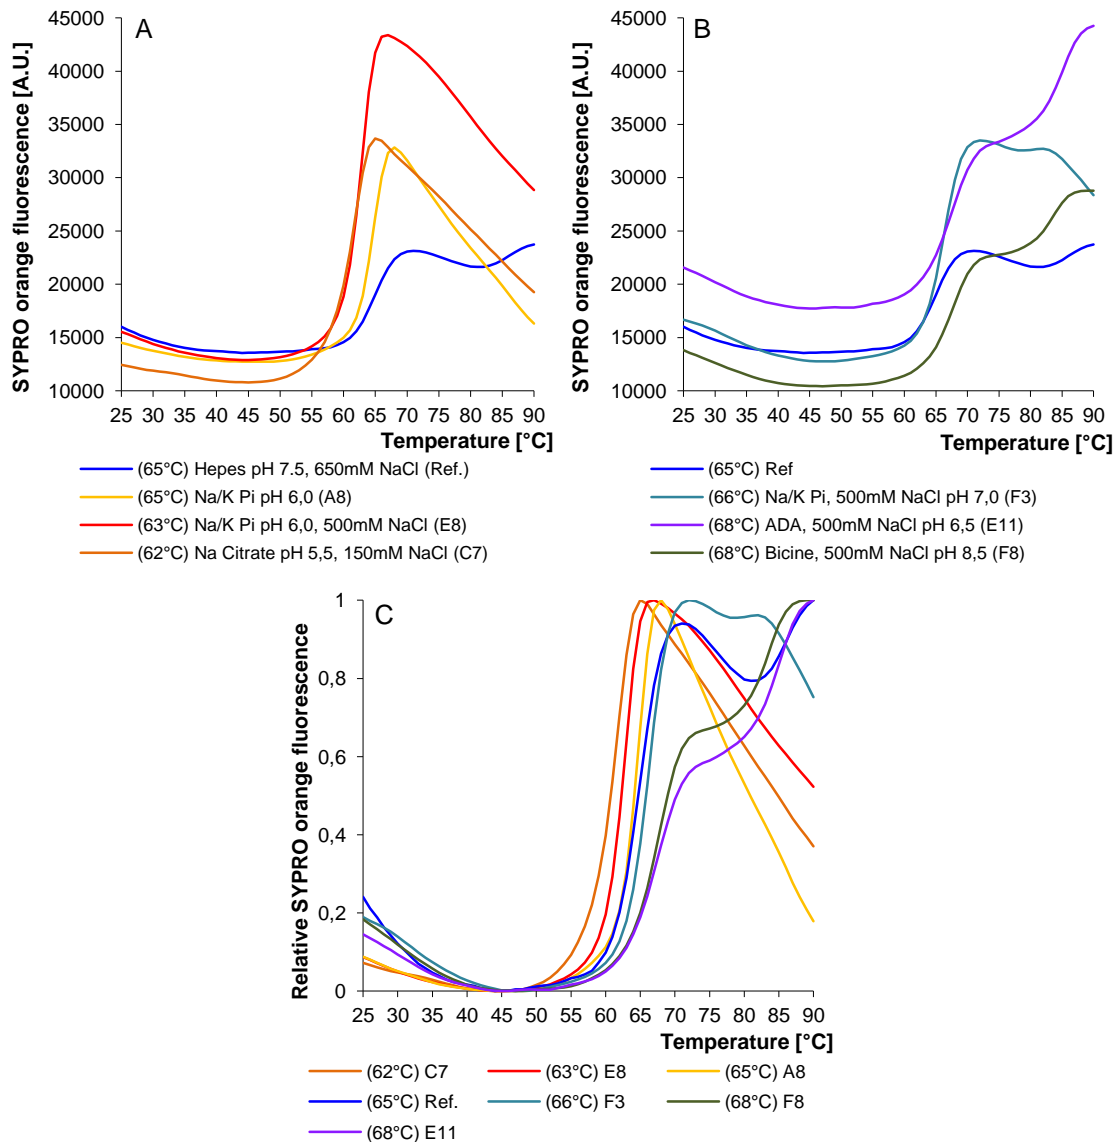 A
SYPRO orange fluorescence [A.U.]
45000
40000
35000
30000
25000
20000
15000
10000
25 30 35 40 45 50 55 60 65 70 75 80 85 90
Temperature [°C]
(65°C) Hepes pH 7.5, 650mM NaCl (Ref.)
(65°C) Na/K Pi pH 6,0 (A8)
(63°C) Na/K Pi pH 6,0, 500mM NaCl (E8)
(62°C) Na Citrate pH 5,5, 150mM NaCl (C7)
B
SYPRO orange fluorescence [A.U.]
45000
40000
35000
30000
25000
20000
15000
10000
25 30 35 40 45 50 55 60 65 70 75 80 85 90
Temperature [°C]
(65°C) Ref
(66°C) Na/K Pi, 500mM NaCl pH 7,0 (F3)
(68°C) ADA, 500mM NaCl pH 6,5 (E11)
(68°C) Bicine, 500mM NaCl pH 8,5 (F8)
C
Relative SYPRO orange fluorescence
1
0,8
0,6
0,4
0,2
0
25 30 35 40 45 50 55 60 65 70 75 80 85 90
Temperature [°C]
(62°C) C7 (63°C) E8 (65°C) A8
(65°C) Ref. (66°C) F3 (68°C) F8
(68°C) E11